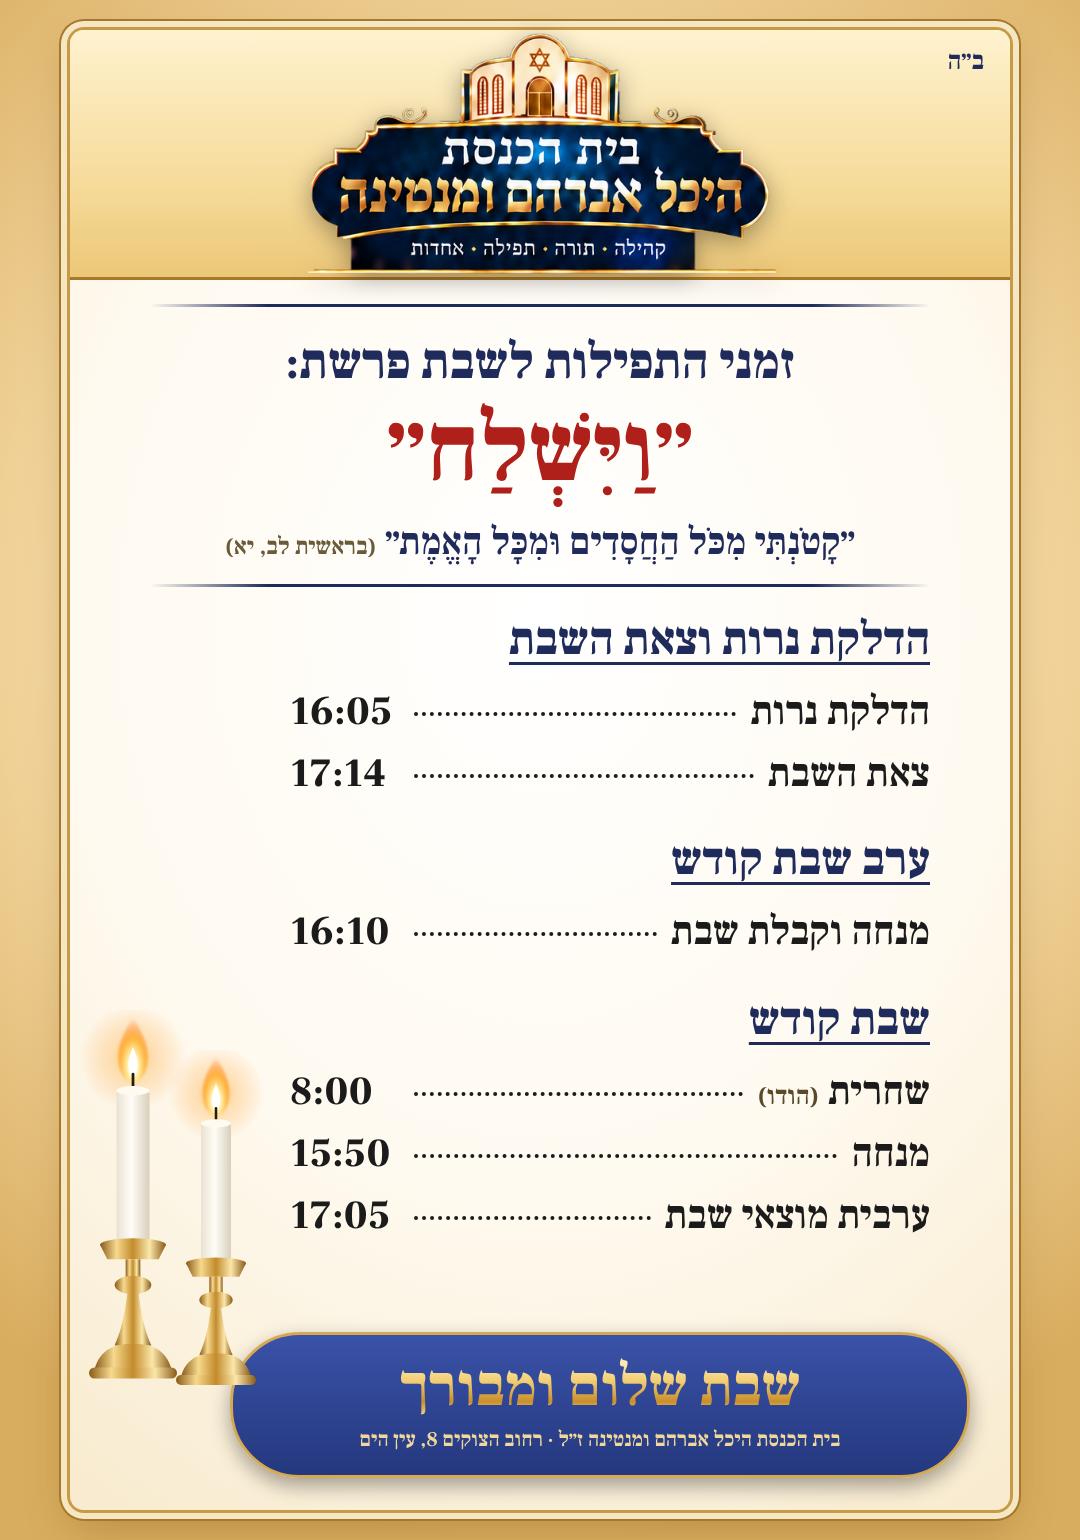 ב״ה
בית הכנסת
היכל אברהם ומנטינה
קהילה • תורה • תפילה • אחדות
זמני התפילות לשבת פרשת:
״וַיִּשְׁלַח״
״קָטֹנְתִּי מִכֹּל הַחֲסָדִים וּמִכָּל הָאֱמֶת״ (בראשית לב, יא)
הדלקת נרות וצאת השבת
הדלקת נרות 16:05
צאת השבת 17:14
ערב שבת קודש
מנחה וקבלת שבת 16:10
שבת קודש
שחרית (הודו) 8:00
מנחה 15:50
ערבית מוצאי שבת 17:05
שבת שלום ומבורך
בית הכנסת היכל אברהם ומנטינה ז״ל · רחוב הצוקים 8, עין הים